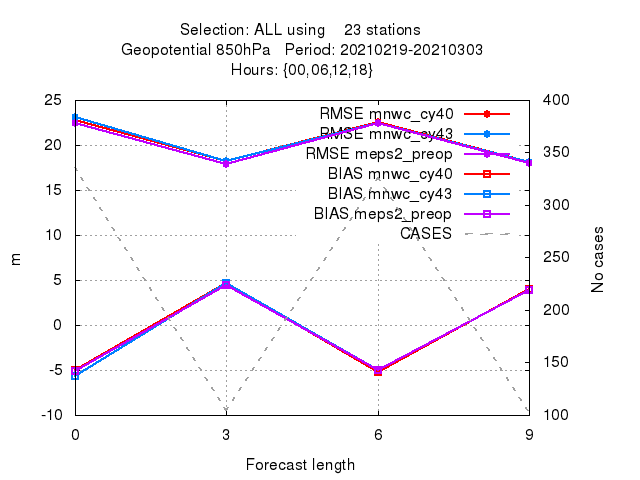 Selection: ALL using 23 stations
Geopotential 850hPa Period: 20210219-20210303
Hours: {00,06,12,18}
25
20
15
10
5
0
-5
-10
m
400
350
300
250
200
150
100
No cases
RMSE mnwc_cy40
RMSE mnwc_cy43
RMSE meps2_preop
BIAS mnwc_cy40
BIAS mnwc_cy43
BIAS meps2_preop
CASES
0 3 6 9
Forecast length